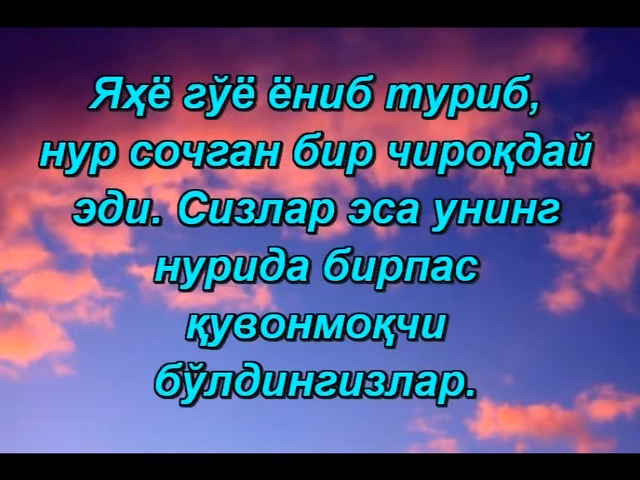 Яҳё гўё ёниб туриб,
нур сочган бир чироқдай
эди. Сизлар эса унинг
нурида бирпас
қувонмоқчи
бўлдингизлар.